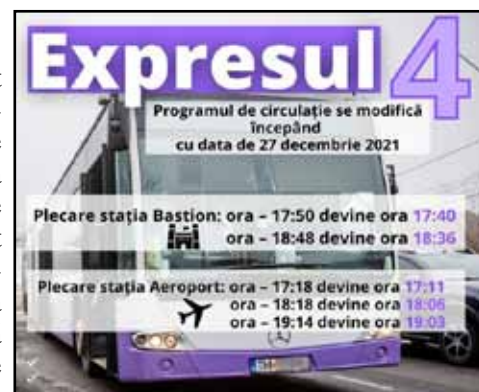 Expresul 4
Programul de circulație se modifică
începând
cu data de 27 decembrie 2021
Plecare stația Bastion: ora – 17:50 devine ora 17:40
ora – 18:48 devine ora 18:36
Plecare stația Aeroport: ora – 17:18 devine ora 17:11
ora – 18:18 devine ora 18:06
ora – 19:14 devine ora 19:03